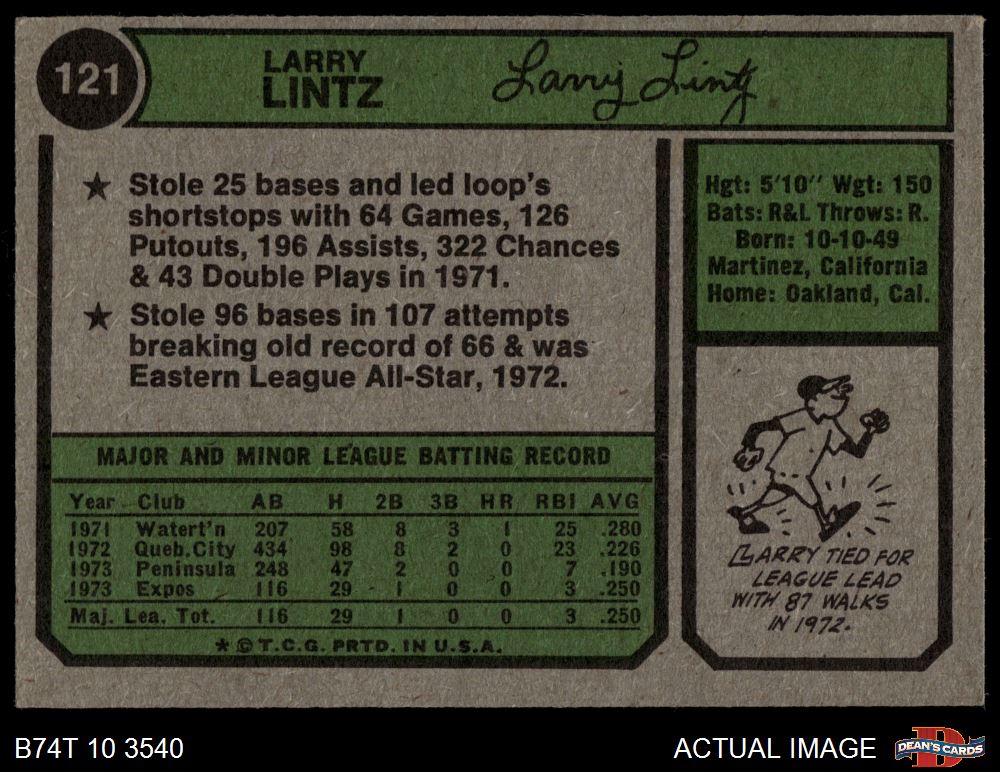 121
LARRY
LINTZ
Larry Lintz
★ Stole 25 bases and led loop's
shortstops with 64 Games, 126
Putouts, 196 Assists, 322 Chances
& 43 Double Plays in 1971.
★ Stole 96 bases in 107 attempts
breaking old record of 66 & was
Eastern League All-Star, 1972.
Hgt: 5'10" Wgt: 150
Bats: R&L Throws: R.
Born: 10-10-49
Martinez, California
Home: Oakland, Cal.
MAJOR AND MINOR LEAGUE BATTING RECORD
Year Club AB H 2B 3B HR RBI AVG
1971 Watert'n 207 58 8 3 1 25 .280
1972 Queb.City 434 98 8 2 0 23 .226
1973 Peninsula 248 47 2 0 0 7 .190
1973 Expos 116 29 1 0 0 3 .250
Maj. Lea. Tot. 116 29 1 0 0 3 .250
* © T.C.G. PRTD. IN U.S.A.
LARRY TIED FOR
LEAGUE LEAD
WITH 87 WALKS
IN 1972.
B74T 10 3540
ACTUAL IMAGE
D
DEAN'S CARDS